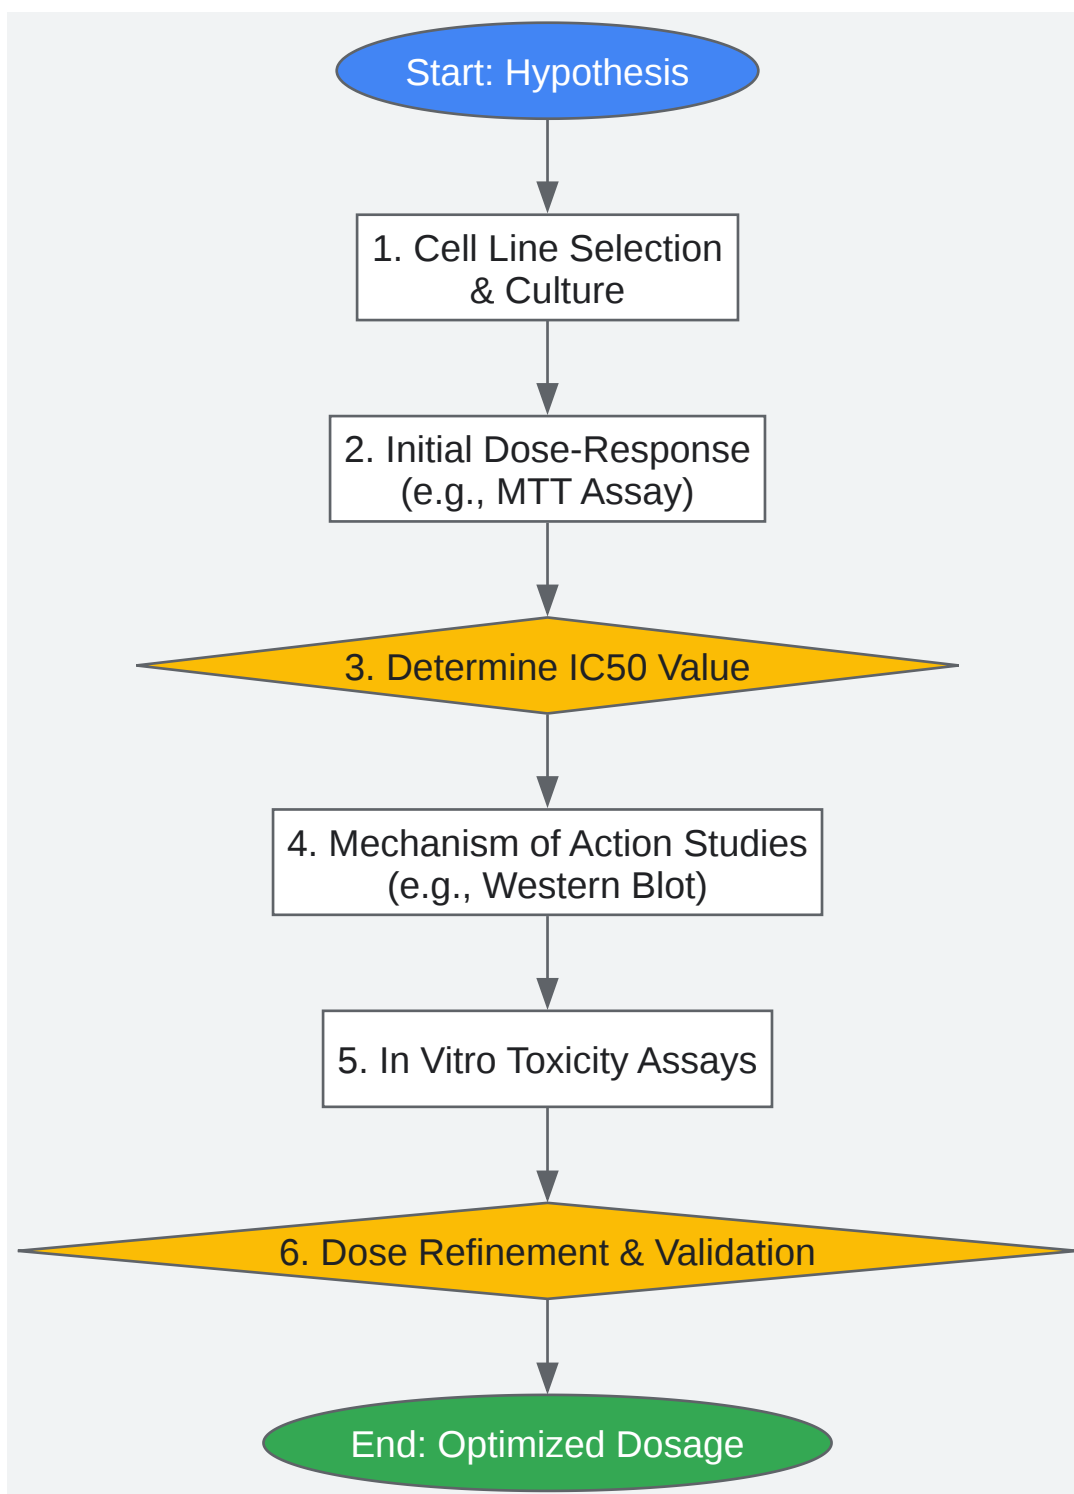 Start: Hypothesis
1. Cell Line Selection
& Culture
2. Initial Dose-Response
(e.g., MTT Assay)
3. Determine IC50 Value
4. Mechanism of Action Studies
(e.g., Western Blot)
5. In Vitro Toxicity Assays
6. Dose Refinement & Validation
End: Optimized Dosage